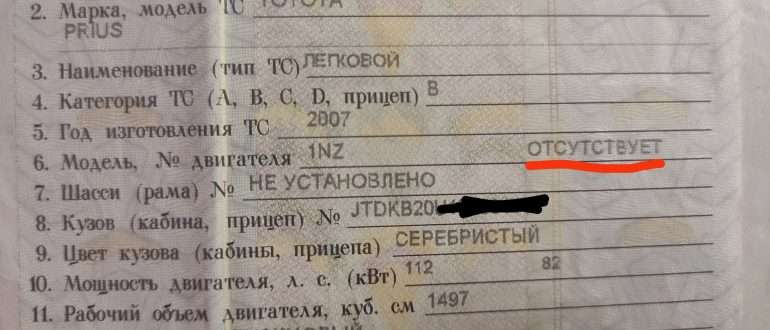 2. Марка, модель ТС TOYOTA
PRIUS
3. Наименование (тип ТС) ЛЕГКОВОЙ
4. Категория ТС (A, B, C, D, прицеп) B
5. Год изготовления ТС 2007
6. Модель, № двигателя 1NZ ОТСУТСТВУЕТ
7. Шасси (рама) № НЕ УСТАНОВЛЕНО
8. Кузов (кабина, прицеп) № JTDKB20U
9. Цвет кузова (кабины, прицепа) СЕРЕБРИСТЫЙ
10. Мощность двигателя, л. с. (кВт) 112 82
11. Рабочий объем двигателя, куб. см 1497